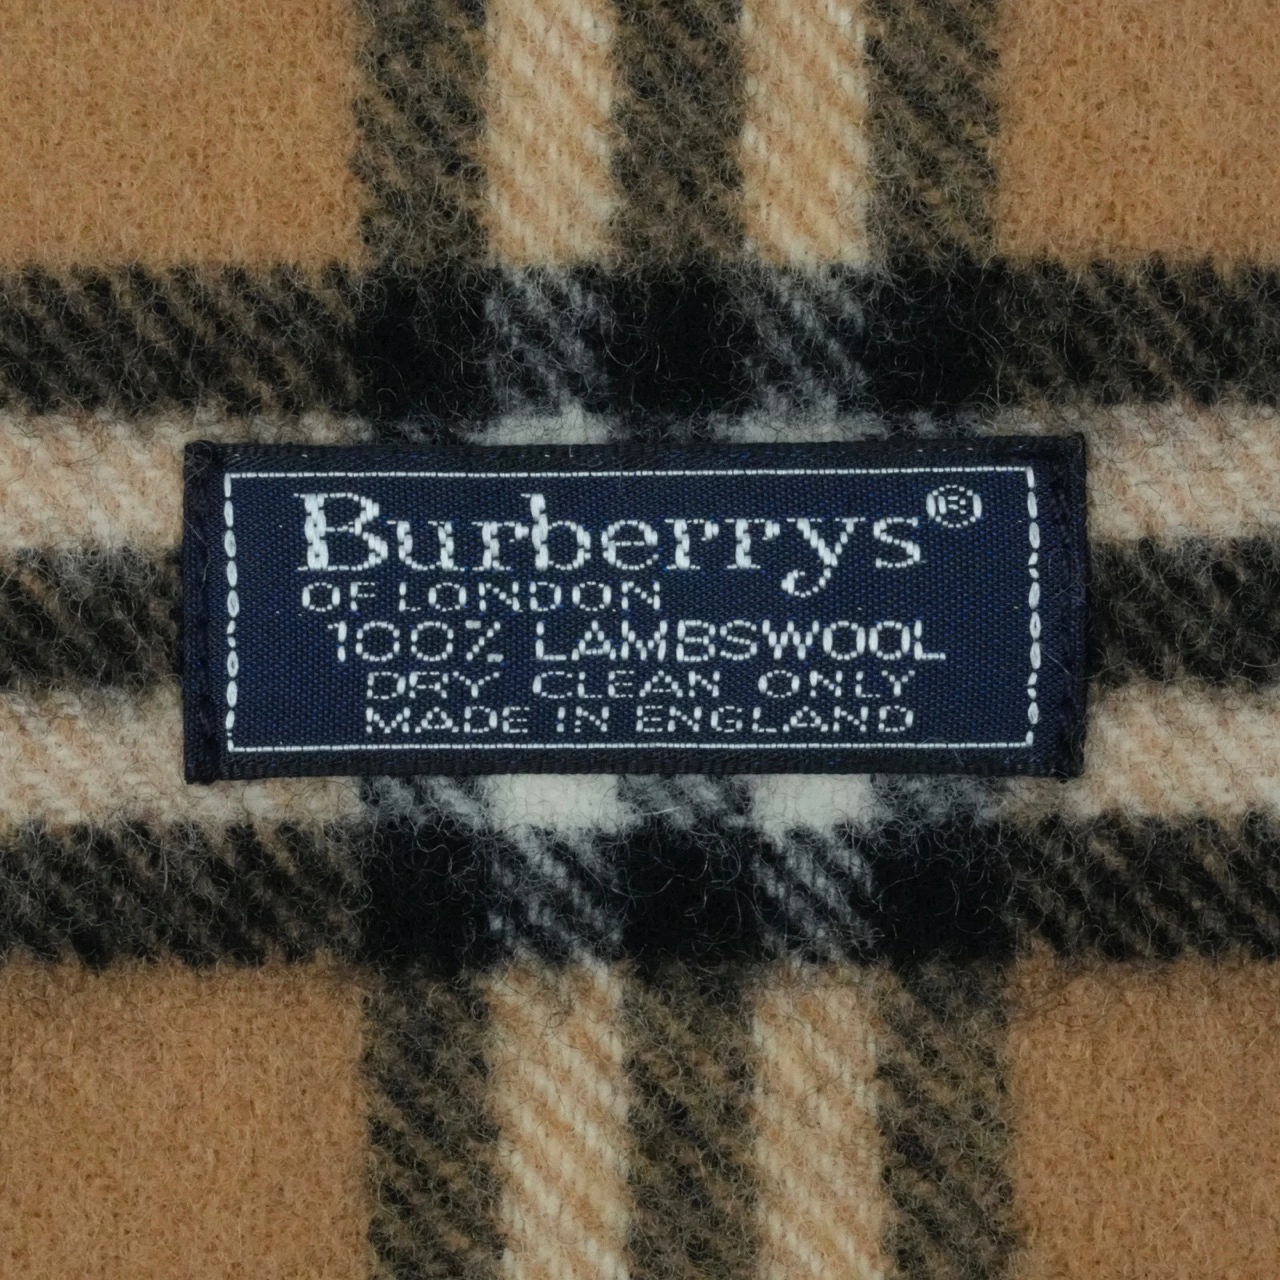 Burberrys®
OF LONDON
100% LAMBSWOOL
DRY CLEAN ONLY
MADE IN ENGLAND